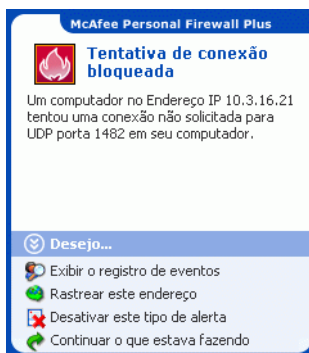 McAfee Personal Firewall Plus
Tentativa de conexão
bloqueada
Um computador no Endereço IP 10.3.16.21
tentou uma conexão não solicitada para
UDP porta 1482 em seu computador.
Desejo...
Exibir o registro de eventos
Rastrear este endereço
Desativar este tipo de alerta
Continuar o que estava fazendo